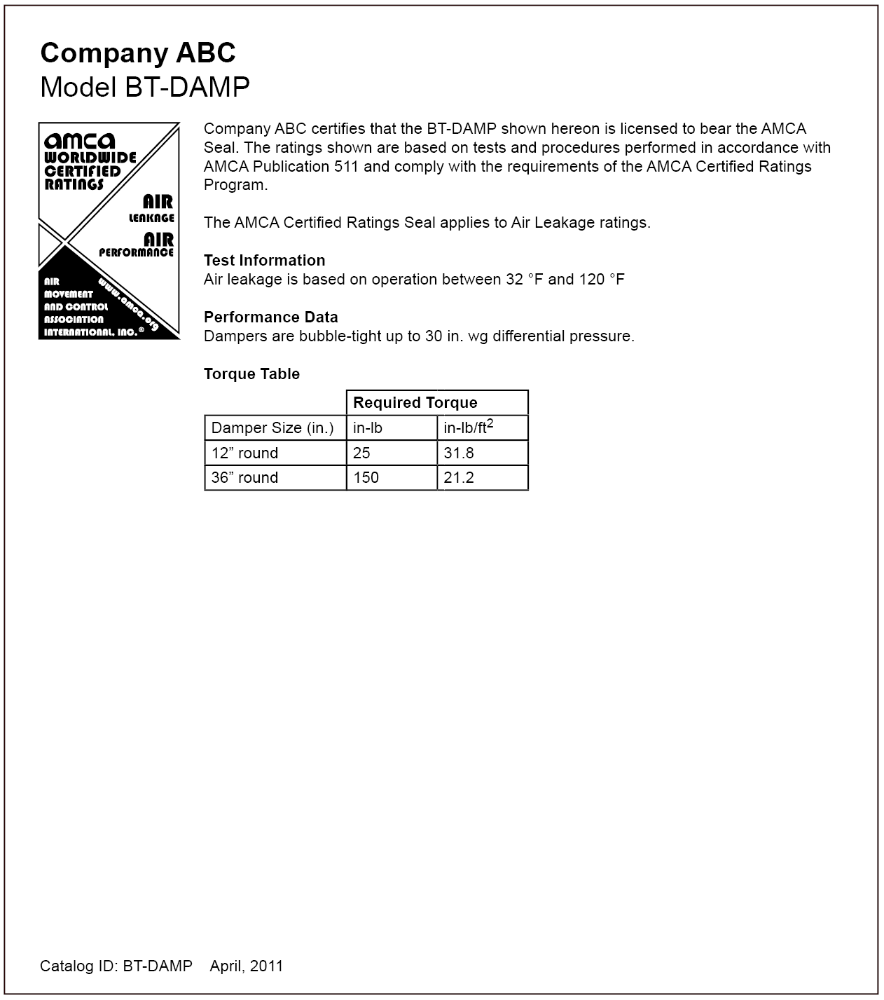 Company ABC
Model BT-DAMP
amca
WORLDWIDE
CERTIFIED
RATINGS
AIR
LEAKAGE
AIR
PERFORMANCE
AIR
MOVEMENT
AND CONTROL
ASSOCIATION
INTERNATIONAL, INC.®
www.amca.org
Company ABC certifies that the BT-DAMP shown hereon is licensed to bear the AMCA
Seal. The ratings shown are based on tests and procedures performed in accordance with
AMCA Publication 511 and comply with the requirements of the AMCA Certified Ratings
Program.
The AMCA Certified Ratings Seal applies to Air Leakage ratings.
Test Information
Air leakage is based on operation between 32 °F and 120 °F
Performance Data
Dampers are bubble-tight up to 30 in. wg differential pressure.
Torque Table
Required Torque
Damper Size (in.) in-lb in-lb/ft²
12” round 25 31.8
36” round 150 21.2
Catalog ID: BT-DAMP April, 2011